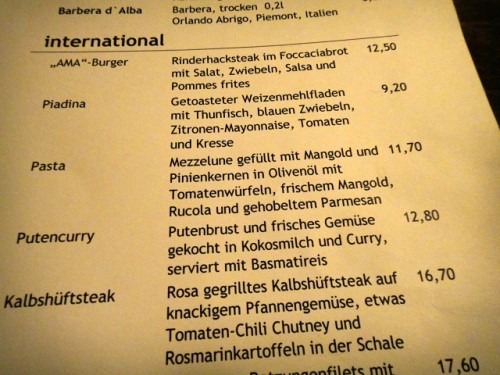 Barbera d`Alba Barbera, trocken 0,2l
Orlando Abrigo, Piemont, Italien
international
„AMA"-Burger Rinderhacksteak im Foccaciabrot 12,50
mit Salat, Zwiebeln, Salsa und
Pommes frites
Piadina Getoasteter Weizenmehlfladen 9,20
mit Thunfisch, blauen Zwiebeln,
Zitronen-Mayonnaise, Tomaten
und Kresse
Pasta Mezzelune gefüllt mit Mangold und 11,70
Pinienkernen in Olivenöl mit
Tomatenwürfeln, frischem Mangold,
Rucola und gehobeltem Parmesan
Putencurry Putenbrust und frisches Gemüse 12,80
gekocht in Kokosmilch und Curry,
serviert mit Basmatireis
Kalbshüftsteak Rosa gegrilltes Kalbshüftsteak auf 16,70
knackigem Pfannengemüse, etwas
Tomaten-Chili Chutney und
Rosmarinkartoffeln in der Schale
mit 17,60